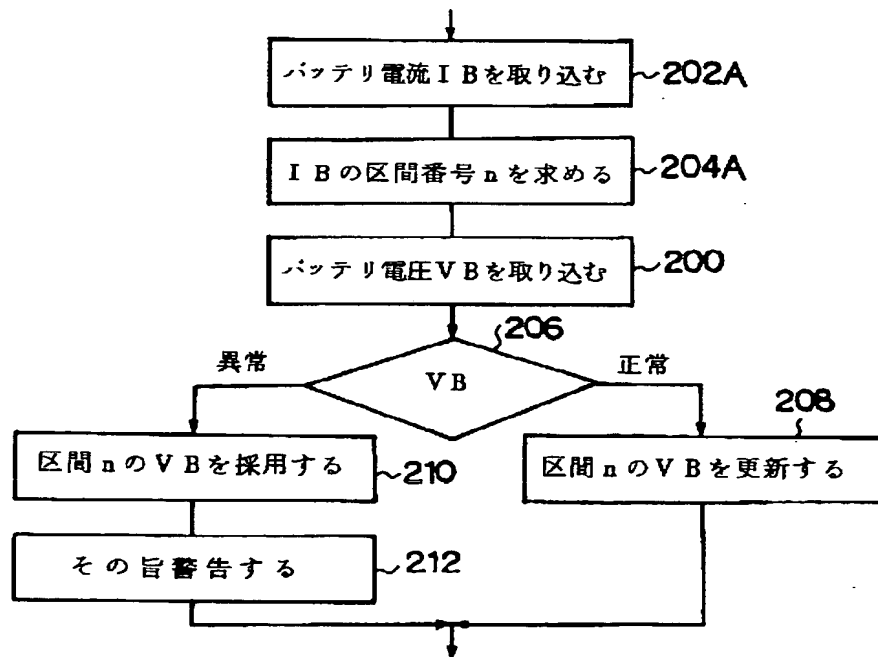 バッテリ電流IBを取り込む 202A
IBの区間番号nを求める 204A
バッテリ電圧VBを取り込む 200
206
異常
VB
正常
208
区間nのVBを採用する 210
区間nのVBを更新する
その旨警告する 212